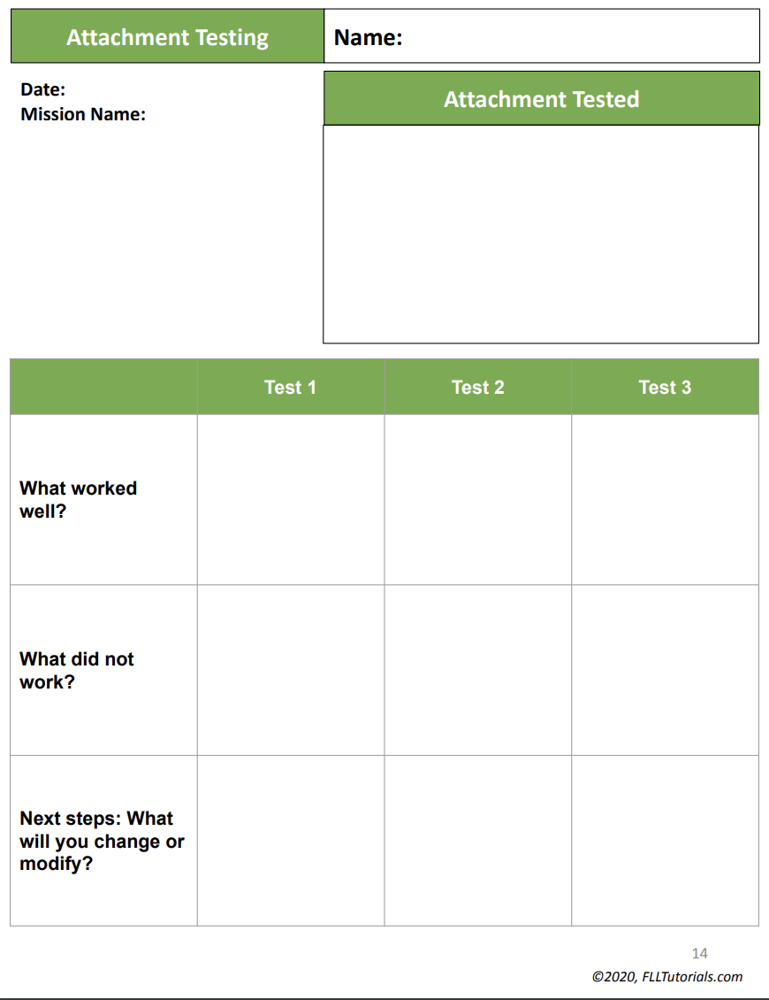 Attachment Testing
Name:
Date:
Mission Name:
Attachment Tested
Test 1
Test 2
Test 3
What worked
well?
What did not
work?
Next steps: What
will you change or
modify?
14
©2020, FLLTutorials.com